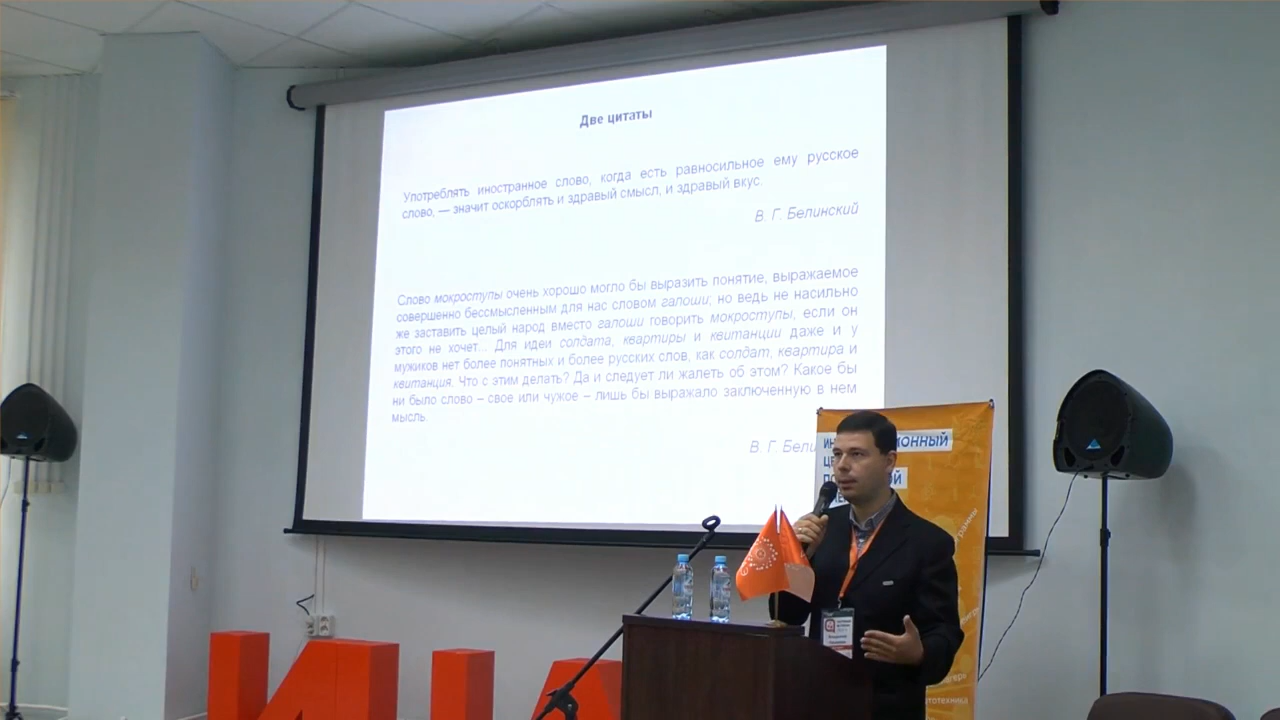 Две цитаты
Употреблять иностранное слово, когда есть равносильное ему русское
слово, — значит оскорблять и здравый смысл, и здравый вкус.
В. Г. Белинский
Слово мокроступы очень хорошо могло бы выразить понятие, выражаемое
совершенно бессмысленным для нас словом галоши; но ведь не насильно
же заставить целый народ вместо галоши говорить мокроступы, если он
этого не хочет... Для идеи солдата, квартиры и квитанции даже и у
мужиков нет более понятных и более русских слов, как солдат, квартира и
квитанция. Что с этим делать? Да и следует ли жалеть об этом? Какое бы
ни было слово – свое или чужое – лишь бы выражало заключенную в нем
мысль.
В. Г. Бели